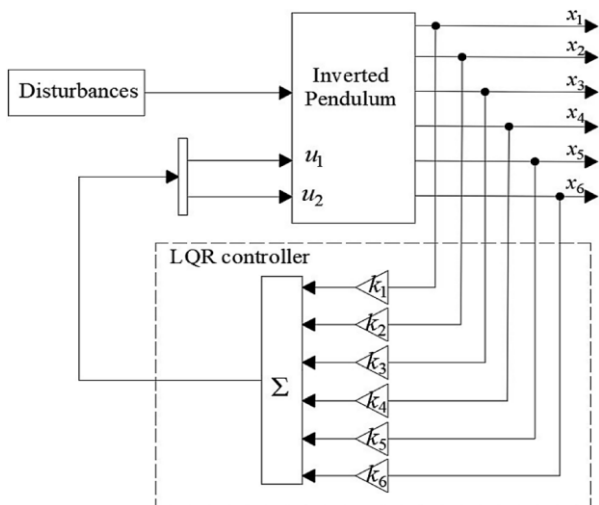 x₁
x₂
x₃
x₄
x₅
x₆
Inverted
Pendulum
Disturbances
u₁
u₂
LQR controller
k₁
k₂
k₃
k₄
k₅
k₆
Σ